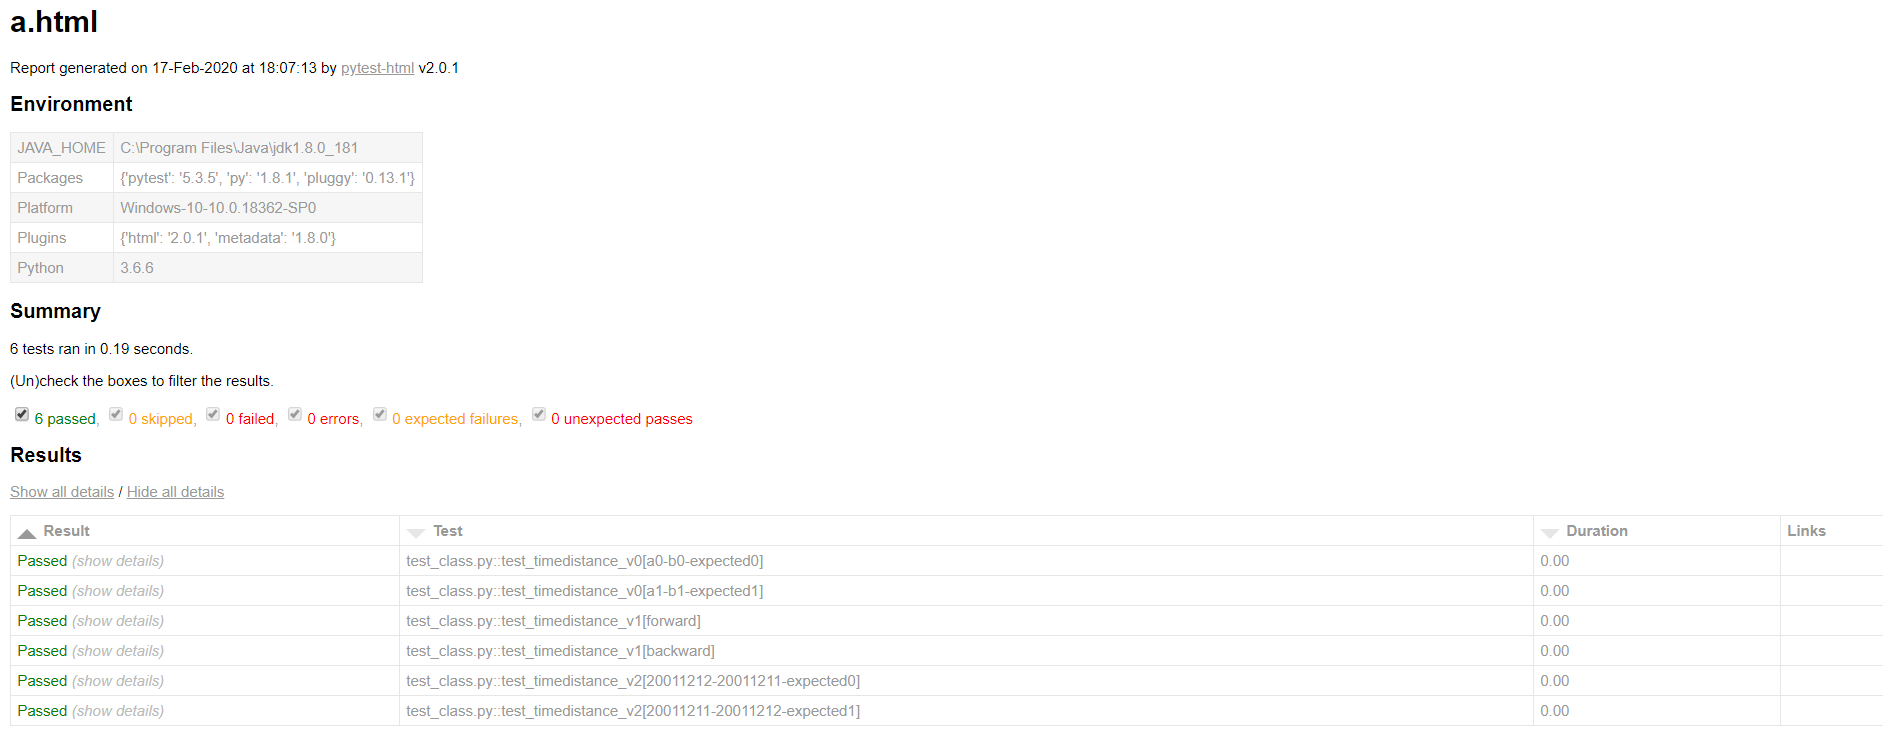 a.html
Report generated on 17-Feb-2020 at 18:07:13 by pytest-html v2.0.1
Environment
JAVA_HOME C:\Program Files\Java\jdk1.8.0_181
Packages {'pytest': '5.3.5', 'py': '1.8.1', 'pluggy': '0.13.1'}
Platform Windows-10-10.0.18362-SP0
Plugins {'html': '2.0.1', 'metadata': '1.8.0'}
Python 3.6.6
Summary
6 tests ran in 0.19 seconds.
(Un)check the boxes to filter the results.
6 passed, 0 skipped, 0 failed, 0 errors, 0 expected failures, 0 unexpected passes
Results
Show all details / Hide all details
Result Test Duration Links
Passed (show details) test_class.py::test_timedistance_v0[a0-b0-expected0] 0.00
Passed (show details) test_class.py::test_timedistance_v0[a1-b1-expected1] 0.00
Passed (show details) test_class.py::test_timedistance_v1[forward] 0.00
Passed (show details) test_class.py::test_timedistance_v1[backward] 0.00
Passed (show details) test_class.py::test_timedistance_v2[20011212-20011211-expected0] 0.00
Passed (show details) test_class.py::test_timedistance_v2[20011211-20011212-expected1] 0.00